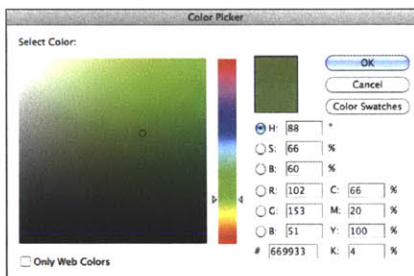 Color Picker
Select Color:
OK
Cancel
Color Swatches
H: 88 °
S: 66 %
B: 60 %
R: 102 C: 66 %
G: 153 M: 20 %
B: 51 Y: 100 %
# 669933 K: 4 %
Only Web Colors